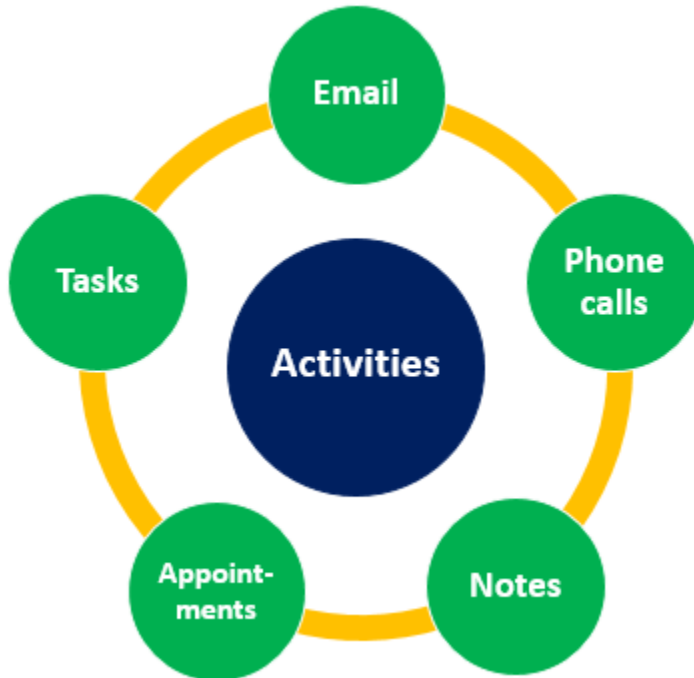 Email
Phone
calls
Tasks
Activities
Appoint-
ments
Notes